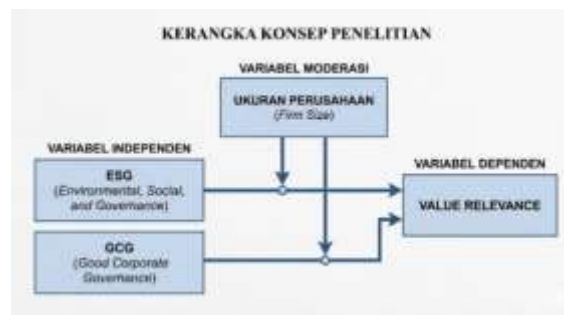 KERANGKA KONSEP PENELITIAN
VARIABEL MODERASI
UKURAN PERUSAHAAN
(Firm Size)
VARIABEL INDEPENDEN
ESG
(Environmental, Social,
and Governance)
VARIABEL DEPENDEN
VALUE RELEVANCE
GCG
(Good Corporate
Governance)